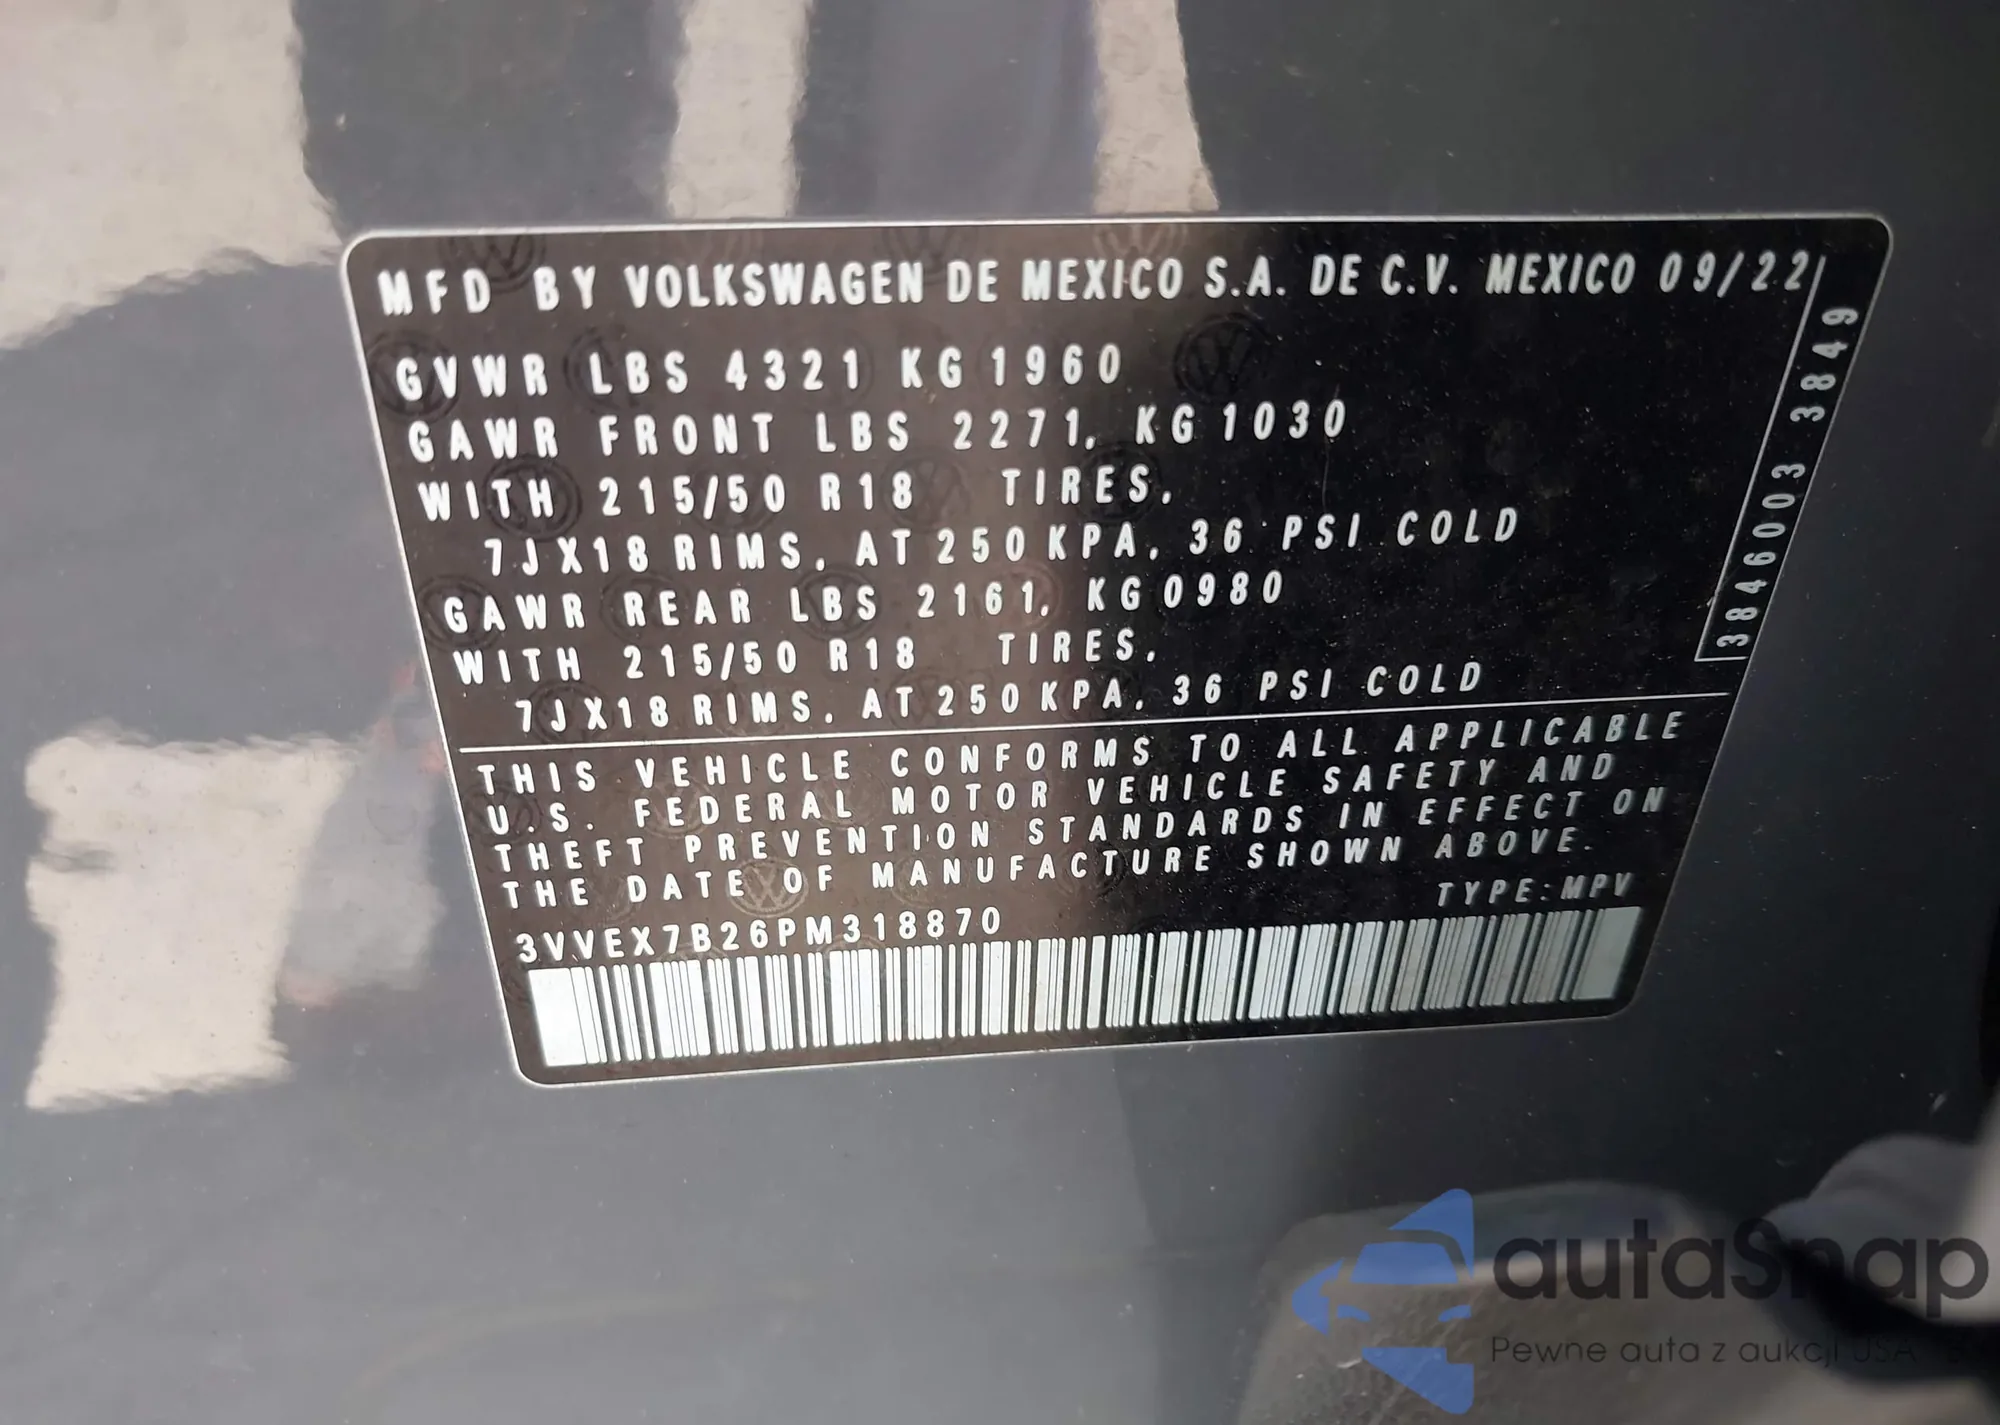 MFD BY VOLKSWAGEN DE MEXICO S.A. DE C.V. MEXICO 09/22
GVWR LBS 4321 KG 1960
GAWR FRONT LBS 2271, KG 1030
WITH 215/50 R18 TIRES,
7JX18 RIMS, AT 250 KPA, 36 PSI COLD
GAWR REAR LBS 2161, KG 0980
WITH 215/50 R18 TIRES,
7JX18 RIMS, AT 250 KPA, 36 PSI COLD
3846003 3849
THIS VEHICLE CONFORMS TO ALL APPLICABLE
U.S. FEDERAL MOTOR VEHICLE SAFETY AND
THEFT PREVENTION STANDARDS IN EFFECT ON
THE DATE OF MANUFACTURE SHOWN ABOVE.
TYPE:MPV
3VVEX7B26PM318870
autaSnap
Pewne auta z aukcji USA